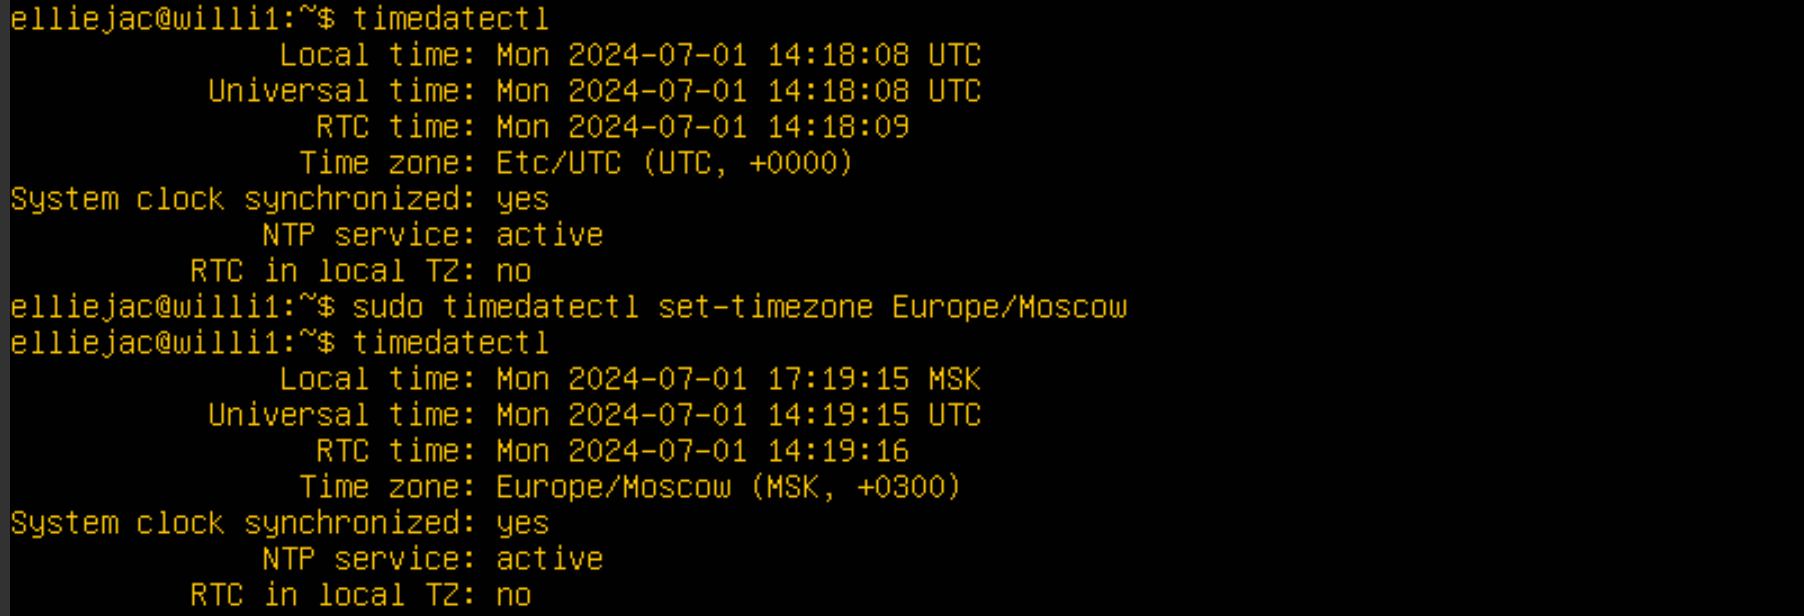 elliejac@willi1:~$ timedatectl
Local time: Mon 2024-07-01 14:18:08 UTC
Universal time: Mon 2024-07-01 14:18:08 UTC
RTC time: Mon 2024-07-01 14:18:09
Time zone: Etc/UTC (UTC, +0000)
System clock synchronized: yes
NTP service: active
RTC in local TZ: no
elliejac@willi1:~$ sudo timedatectl set-timezone Europe/Moscow
elliejac@willi1:~$ timedatectl
Local time: Mon 2024-07-01 17:19:15 MSK
Universal time: Mon 2024-07-01 14:19:15 UTC
RTC time: Mon 2024-07-01 14:19:16
Time zone: Europe/Moscow (MSK, +0300)
System clock synchronized: yes
NTP service: active
RTC in local TZ: no